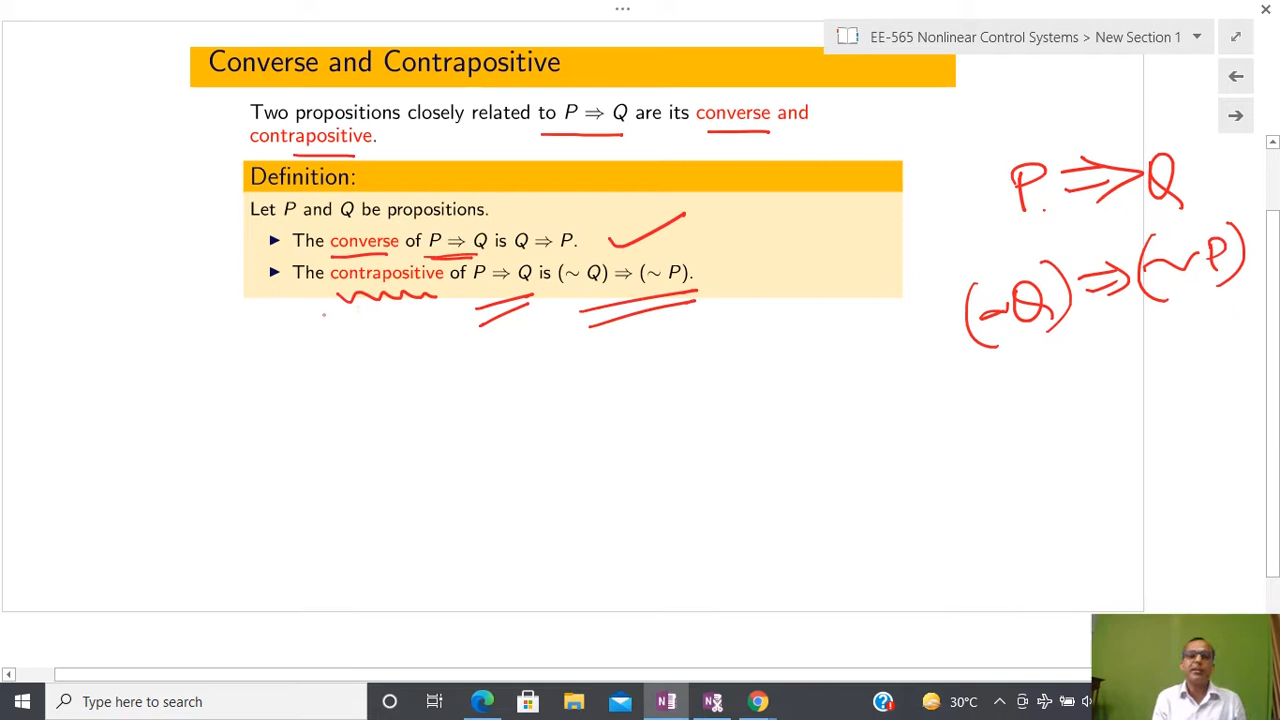 ...
EE-565 Nonlinear Control Systems > New Section 1
Converse and Contrapositive
Two propositions closely related to P ⇒ Q are its converse and
contrapositive.
Definition:
Let P and Q be propositions.
▶ The converse of P ⇒ Q is Q ⇒ P.
▶ The contrapositive of P ⇒ Q is (∼ Q) ⇒ (∼ P).
P ⇒ Q
(∼Q) ⇒ (∼P)
Type here to search
30°C